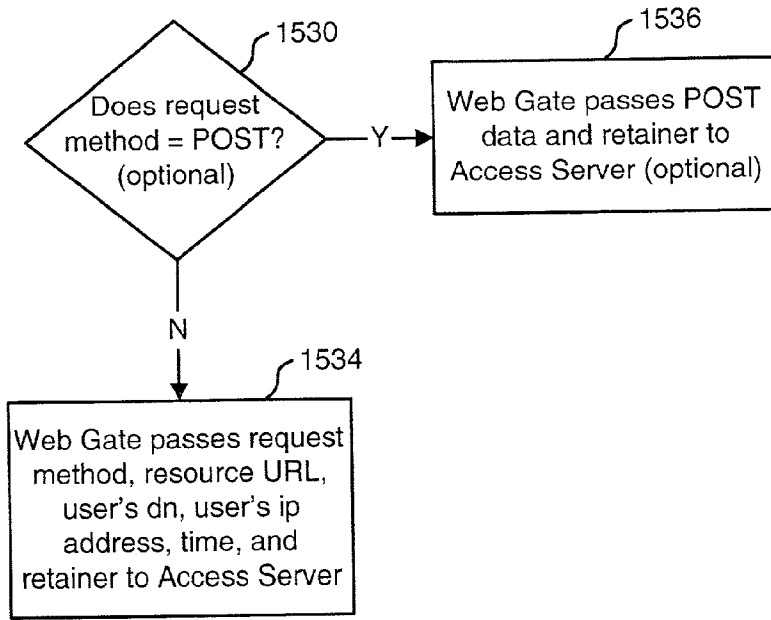 1530
Does request
method = POST?
(optional)
Y
1536
Web Gate passes POST
data and retainer to
Access Server (optional)
N
1534
Web Gate passes request
method, resource URL,
user's dn, user's ip
address, time, and
retainer to Access Server